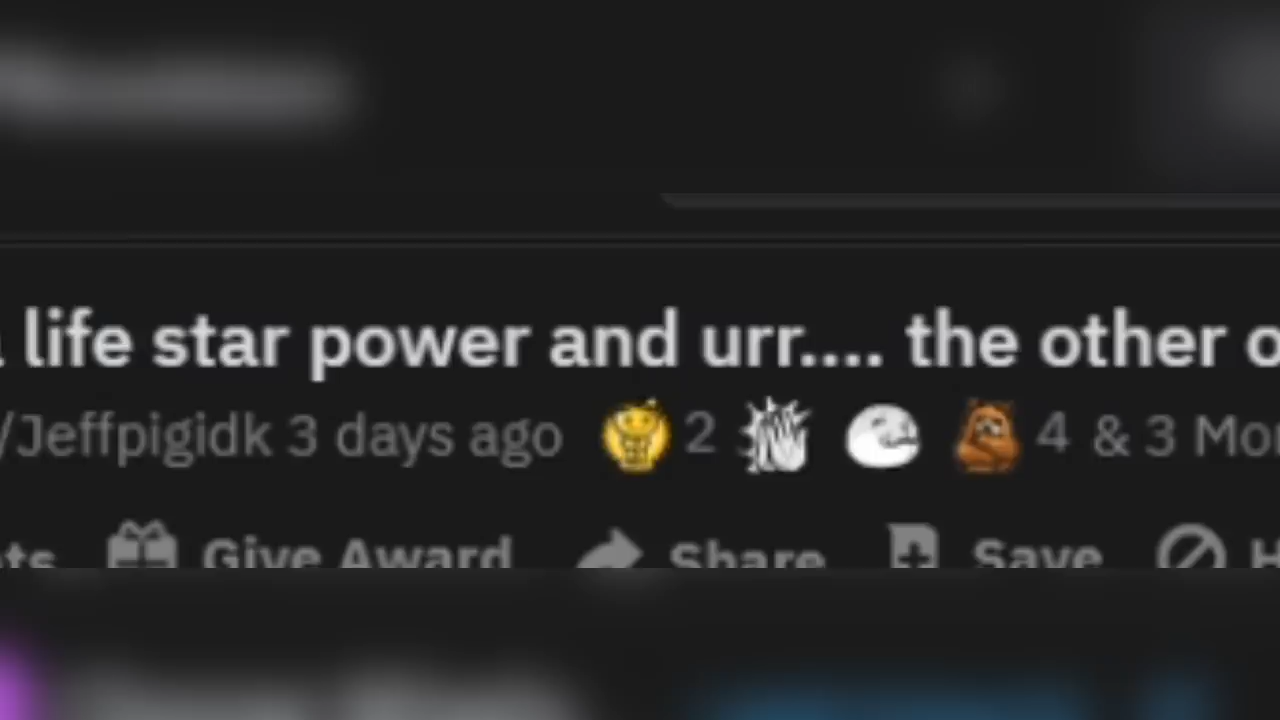 life star power and urr.... the other o
/Jeffpigidk 3 days ago 2 4 & 3 Mor
ts Give Award Share Save H